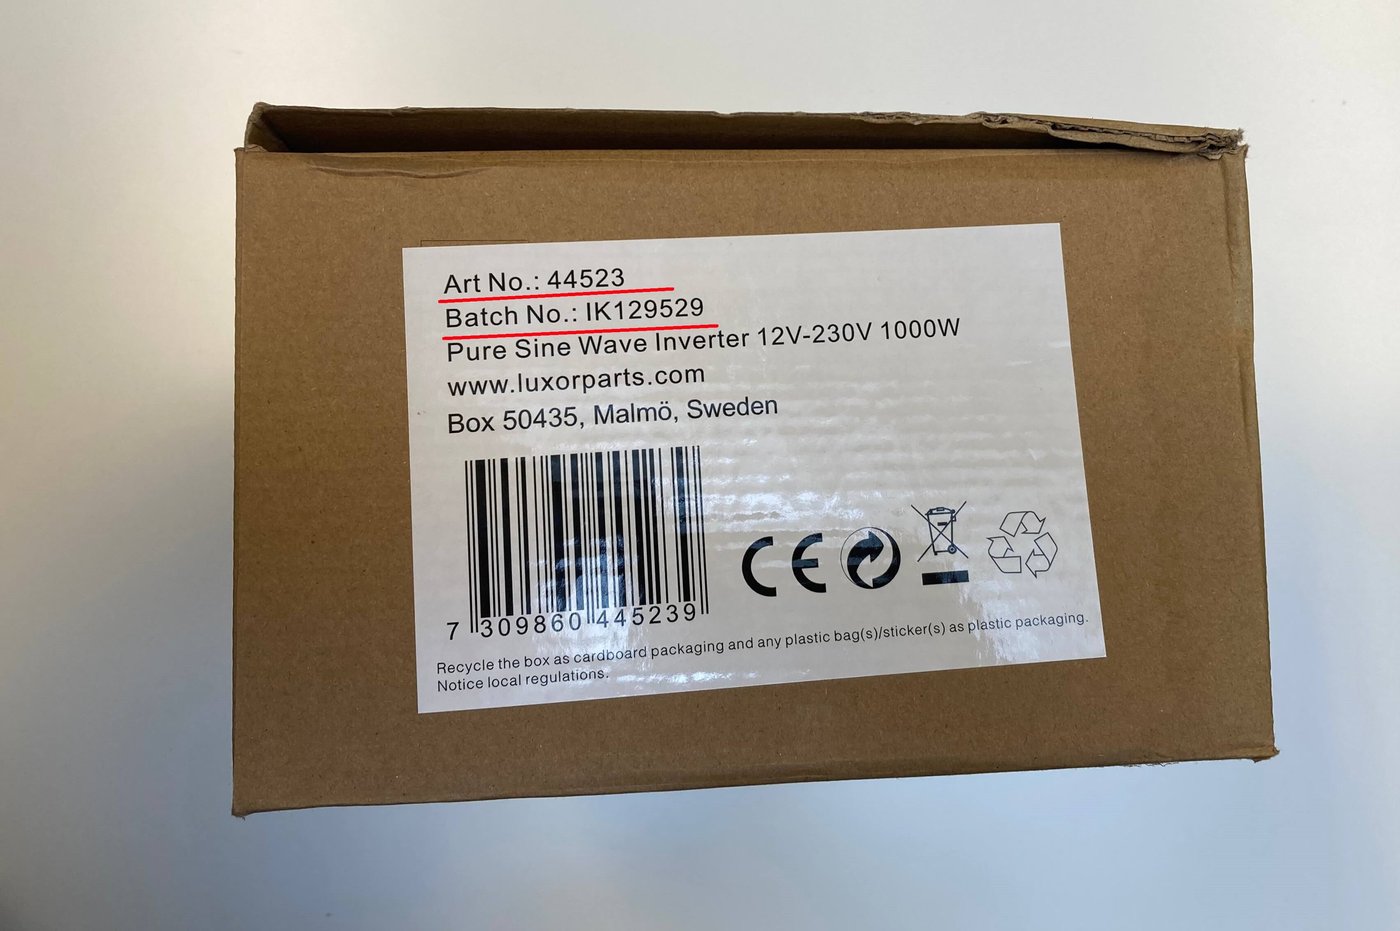 Art No.: 44523
Batch No.: IK129529
Pure Sine Wave Inverter 12V-230V 1000W
www.luxorparts.com
Box 50435, Malmö, Sweden
7 309860 445239
CE
Recycle the box as cardboard packaging and any plastic bag(s)/sticker(s) as plastic packaging.
Notice local regulations.